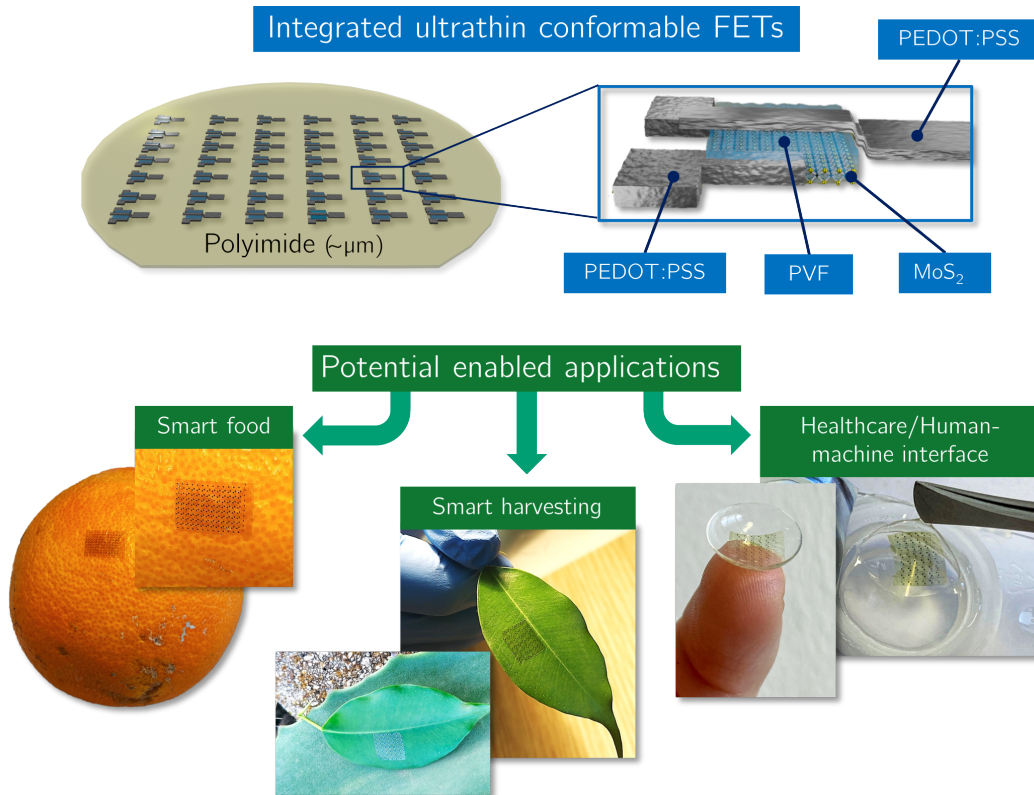 Integrated ultrathin conformable FETs
PEDOT:PSS
Polyimide (~µm)
PEDOT:PSS
PVF
MoS₂
Potential enabled applications
Smart food
Healthcare/Human-
machine interface
Smart harvesting